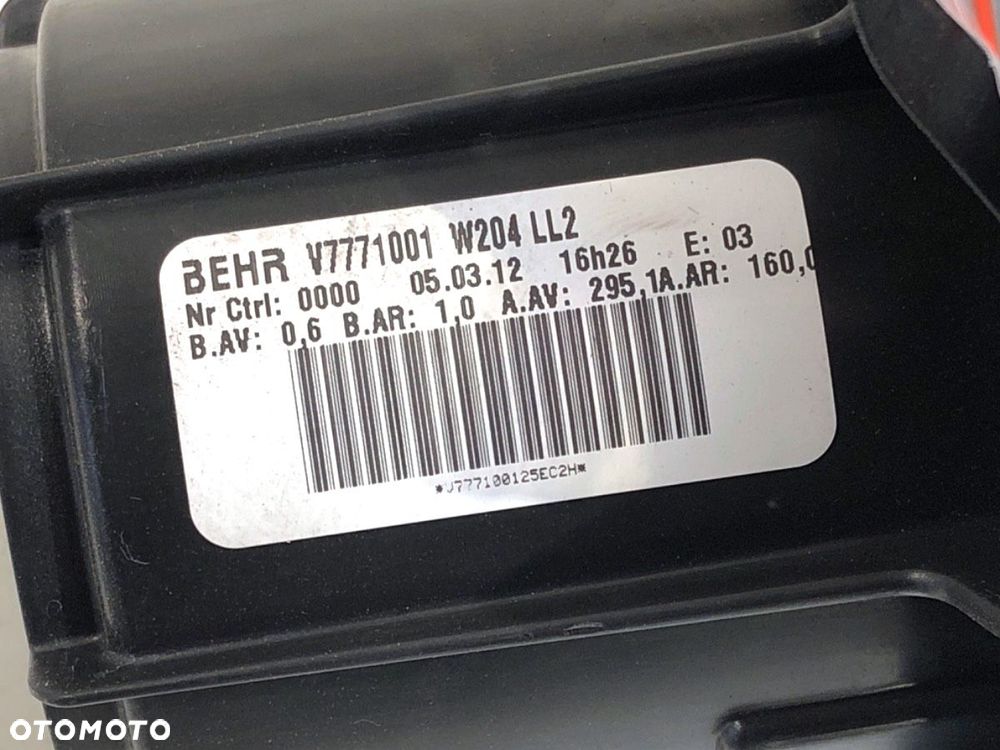 BEHR V7771001 W204 LL2
Nr Ctrl: 0000 05.03.12 16h26 E: 03
B.AV: 0,6 B.AR: 1,0 A.AV: 295,1A.AR: 160,0
*V777100125EC2H*
OTOMOTO